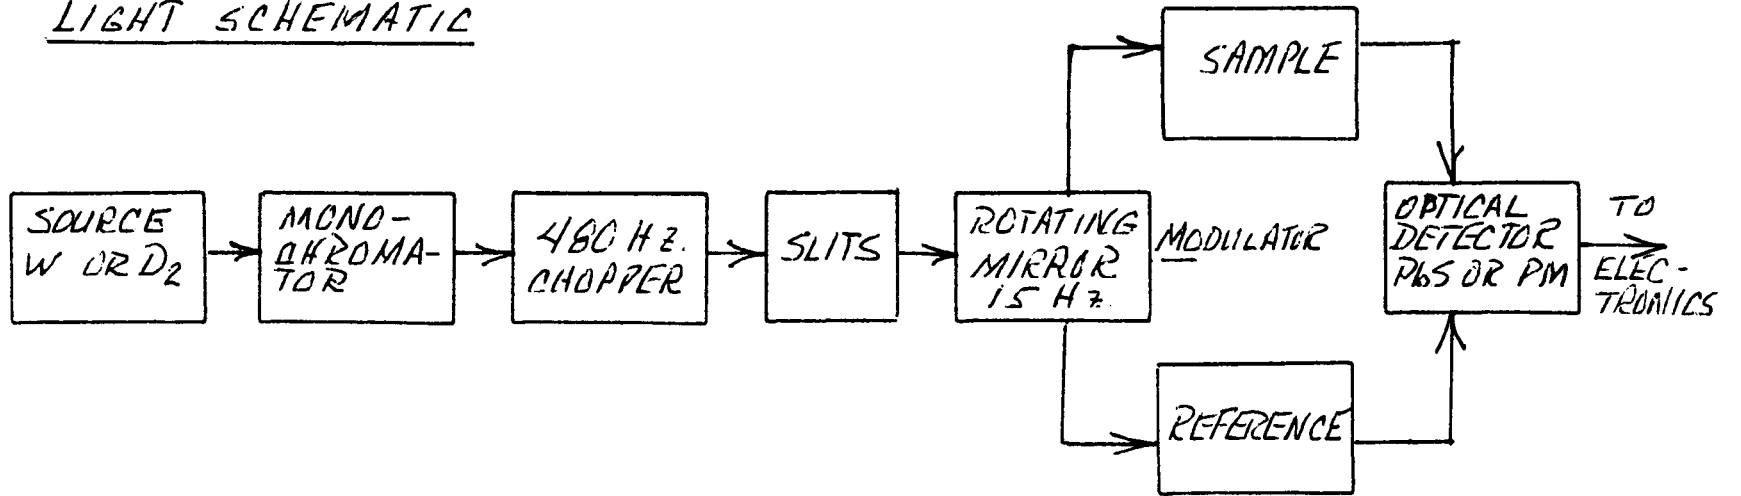 LIGHT SCHEMATIC
SAMPLE
SOURCE
W OR D2
MONO-
CHROMA-
TOR
480 HZ.
CHOPPER
SLITS
ROTATING
MIRROR
15 HZ.
MODULATOR
OPTICAL
DETECTOR
PbS OR PM
TO
ELEC-
TRONICS
REFERENCE